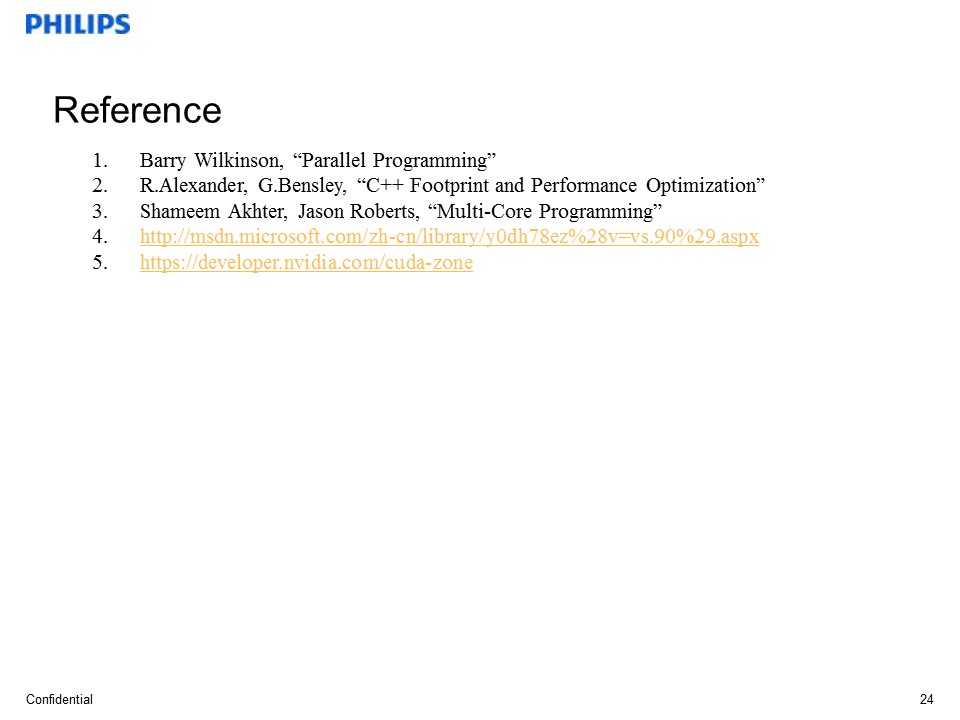 PHILIPS
Reference
1. Barry Wilkinson, “Parallel Programming”
2. R.Alexander, G.Bensley, “C++ Footprint and Performance Optimization”
3. Shameem Akhter, Jason Roberts, “Multi-Core Programming”
4. http://msdn.microsoft.com/zh-cn/library/y0dh78ez%28v=vs.90%29.aspx
5. https://developer.nvidia.com/cuda-zone
Confidential 24